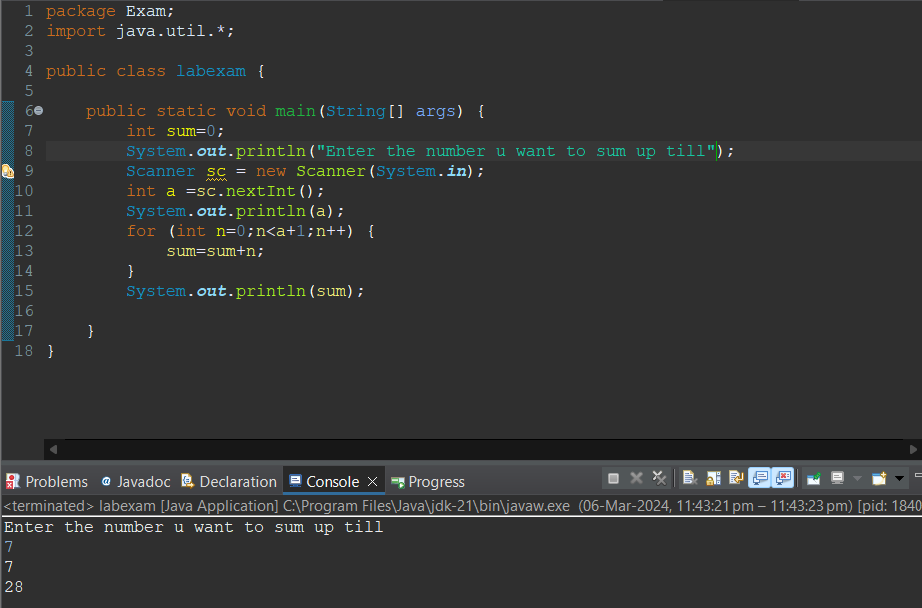 1 package Exam;
2 import java.util.*;
3
4 public class labexam {
5
6 public static void main(String[] args) {
7 int sum=0;
8 System.out.println("Enter the number u want to sum up till");
9 Scanner sc = new Scanner(System.in);
10 int a =sc.nextInt();
11 System.out.println(a);
12 for (int n=0;n<a+1;n++) {
13 sum=sum+n;
14 }
15 System.out.println(sum);
16
17 }
18 }
Problems @ Javadoc Declaration Console Progress
<terminated> labexam [Java Application] C:\Program Files\Java\jdk-21\bin\javaw.exe (06-Mar-2024, 11:43:21 pm – 11:43:23 pm) [pid: 1840
Enter the number u want to sum up till
7
7
28